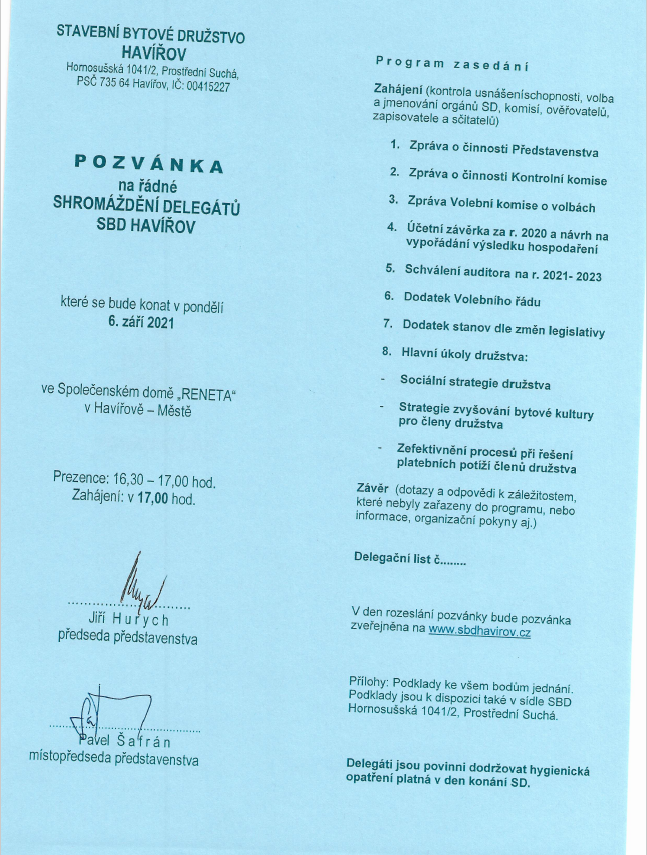 STAVEBNÍ BYTOVÉ DRUŽSTVO
HAVÍŘOV
Hornosušská 1041/2, Prostřední Suchá,
PSČ 735 64 Havířov, IČ: 00415227
POZVÁNKA
na řádné
SHROMÁŽDĚNÍ DELEGÁTŮ
SBD HAVÍŘOV
které se bude konat v pondělí
6. září 2021
ve Společenském domě „RENETA“
v Havířově – Městě
Prezence: 16,30 – 17,00 hod.
Zahájení: v 17,00 hod.
Jiří Hurych
předseda představenstva
Pavel Šafrán
místopředseda představenstva
Program zasedání
Zahájení (kontrola usnášeníschopnosti, volba
a jmenování orgánů SD, komisí, ověřovatelů,
zapisovatele a sčitatelů)
1. Zpráva o činnosti Představenstva
2. Zpráva o činnosti Kontrolní komise
3. Zpráva Volební komise o volbách
4. Účetní závěrka za r. 2020 a návrh na
vypořádání výsledku hospodaření
5. Schválení auditora na r. 2021- 2023
6. Dodatek Volebního řádu
7. Dodatek stanov dle změn legislativy
8. Hlavní úkoly družstva:
- Sociální strategie družstva
- Strategie zvyšování bytové kultury
pro členy družstva
- Zefektivnění procesů při řešení
platebních potíží členů družstva
Závěr (dotazy a odpovědi k záležitostem,
které nebyly zařazeny do programu, nebo
informace, organizační pokyny aj.)
Delegační list č........
V den rozeslání pozvánky bude pozvánka
zveřejněna na www.sbdhavirov.cz
Přílohy: Podklady ke všem bodům jednání.
Podklady jsou k dispozici také v sídle SBD
Hornosušská 1041/2, Prostřední Suchá.
Delegáti jsou povinni dodržovat hygienická
opatření platná v den konání SD.